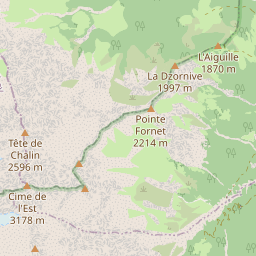 L'Aiguille
1870 m
La Dzornive
1997 m
Pointe
Fornet
2214 m
Tête de
Châlin
2596 m
Cime de
l'Est
3178 m